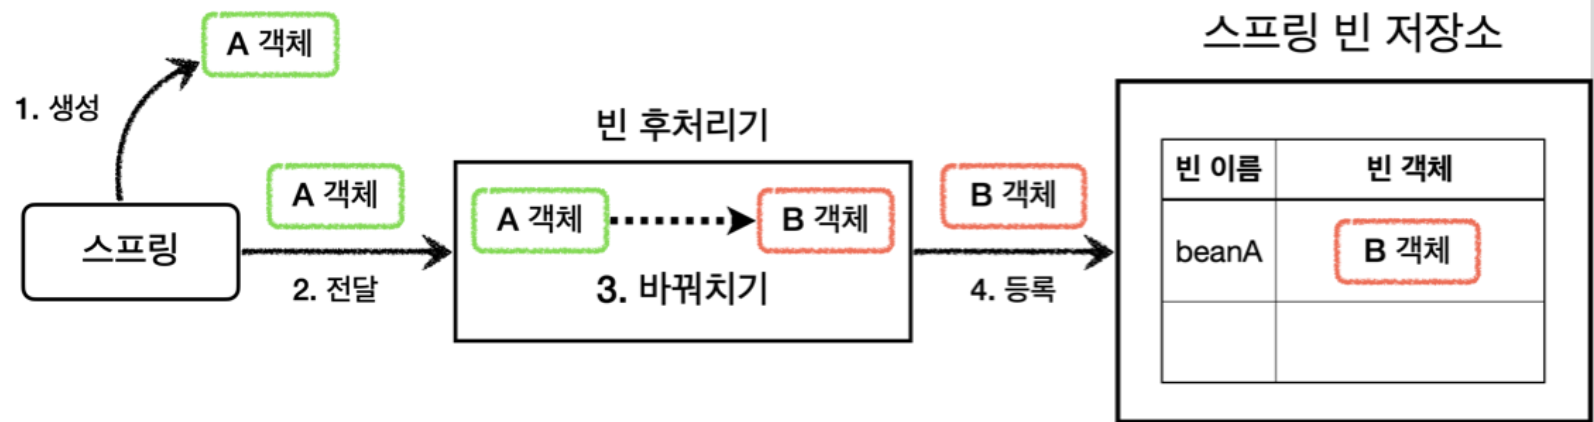 스프링 빈 저장소
A 객체
1. 생성
빈 후처리기
스프링
A 객체
2. 전달
A 객체
B 객체
3. 바꿔치기
B 객체
4. 등록
빈 이름 빈 객체
beanA B 객체